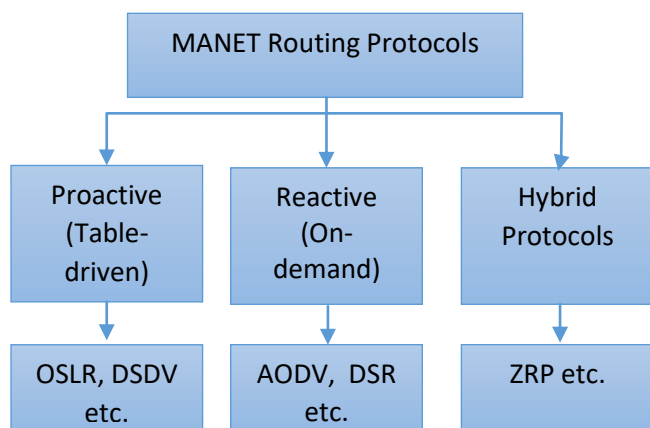 MANET Routing Protocols
Proactive
(Table-
driven)
Reactive
(On-
demand)
Hybrid
Protocols
OSLR, DSDV
etc.
AODV, DSR
etc.
ZRP etc.